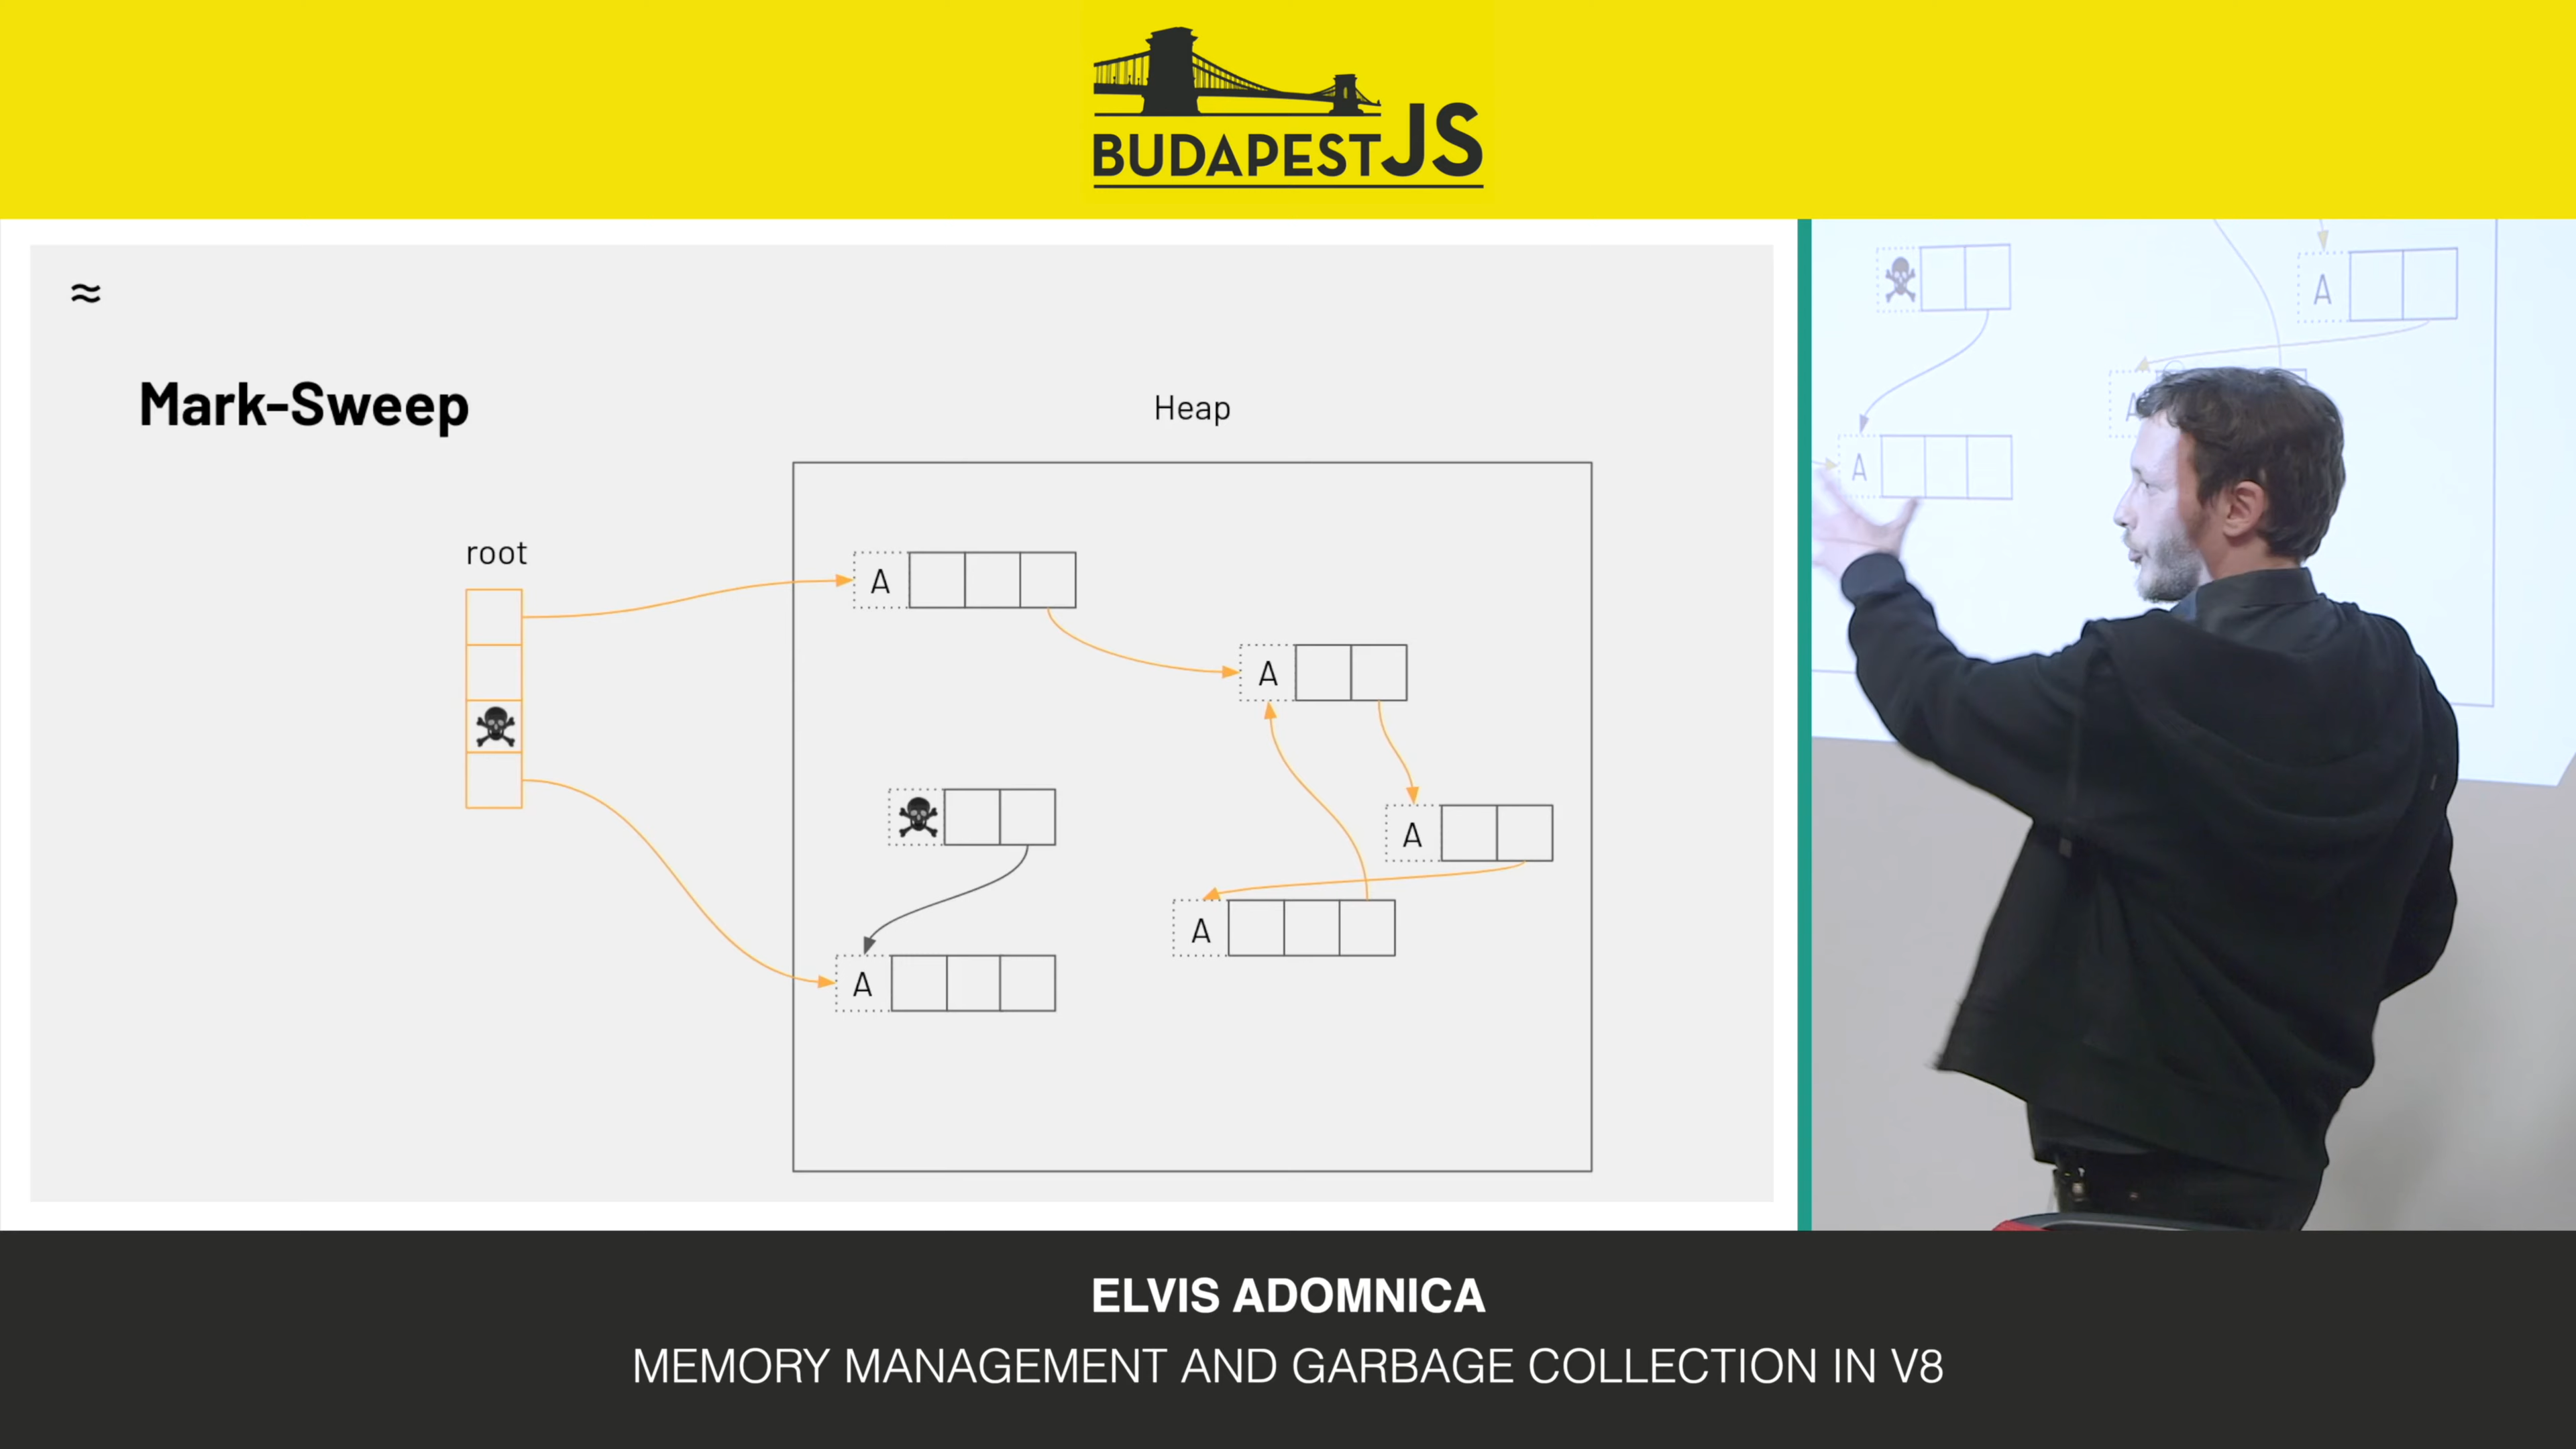 BUDAPESTJS
≈
Mark-Sweep
Heap
root
A
A
A
A
A
A
A
A
ELVIS ADOMNICA
MEMORY MANAGEMENT AND GARBAGE COLLECTION IN V8